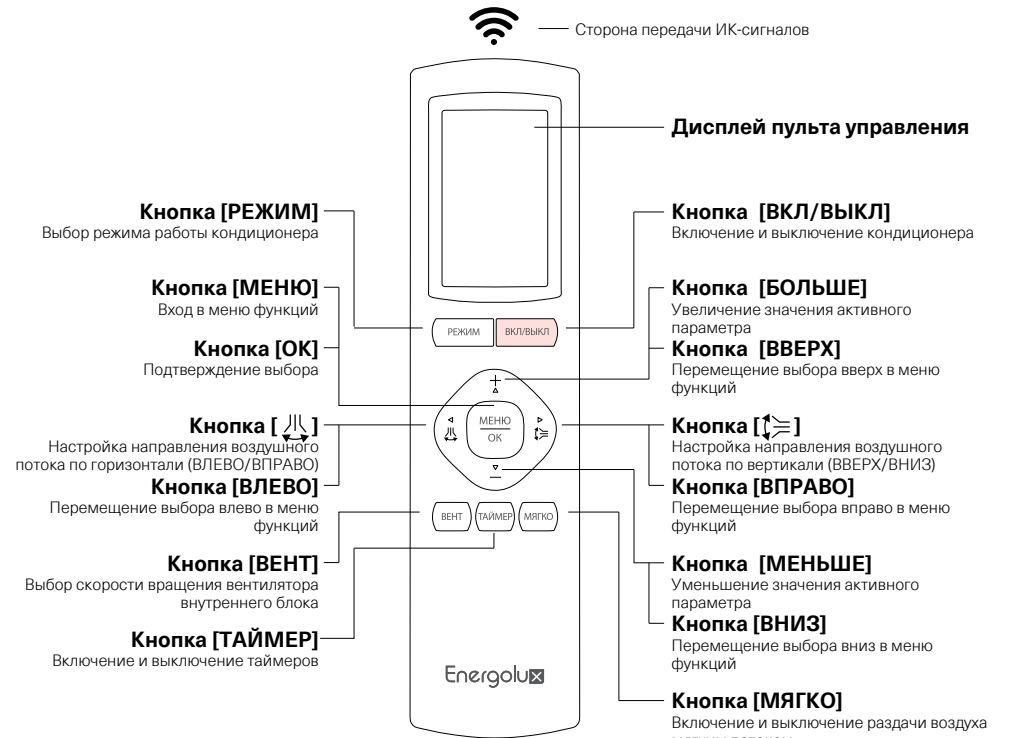 Сторона передачи ИК-сигналов
Дисплей пульта управления
Кнопка [РЕЖИМ]
Выбор режима работы кондиционера
Кнопка [МЕНЮ]
Вход в меню функций
Кнопка [ОК]
Подтверждение выбора
Кнопка [ ]
Настройка направления воздушного
потока по горизонтали (ВЛЕВО/ВПРАВО)
Кнопка [ВЛЕВО]
Перемещение выбора влево в меню
функций
Кнопка [ВЕНТ]
Выбор скорости вращения вентилятора
внутреннего блока
Кнопка [ТАЙМЕР]
Включение и выключение таймеров
РЕЖИМ
ВКЛ/ВЫКЛ
МЕНЮ
ОК
ВЕНТ
ТАЙМЕР
МЯГКО
Energolux
Кнопка [ВКЛ/ВЫКЛ]
Включение и выключение кондиционера
Кнопка [БОЛЬШЕ]
Увеличение значения активного
параметра
Кнопка [ВВЕРХ]
Перемещение выбора вверх в меню
функций
Кнопка [ ]
Настройка направления воздушного
потока по вертикали (ВВЕРХ/ВНИЗ)
Кнопка [ВПРАВО]
Перемещение выбора вправо в меню
функций
Кнопка [МЕНЬШЕ]
Уменьшение значения активного
параметра
Кнопка [ВНИЗ]
Перемещение выбора вниз в меню
функций
Кнопка [МЯГКО]
Включение и выключение раздачи воздуха